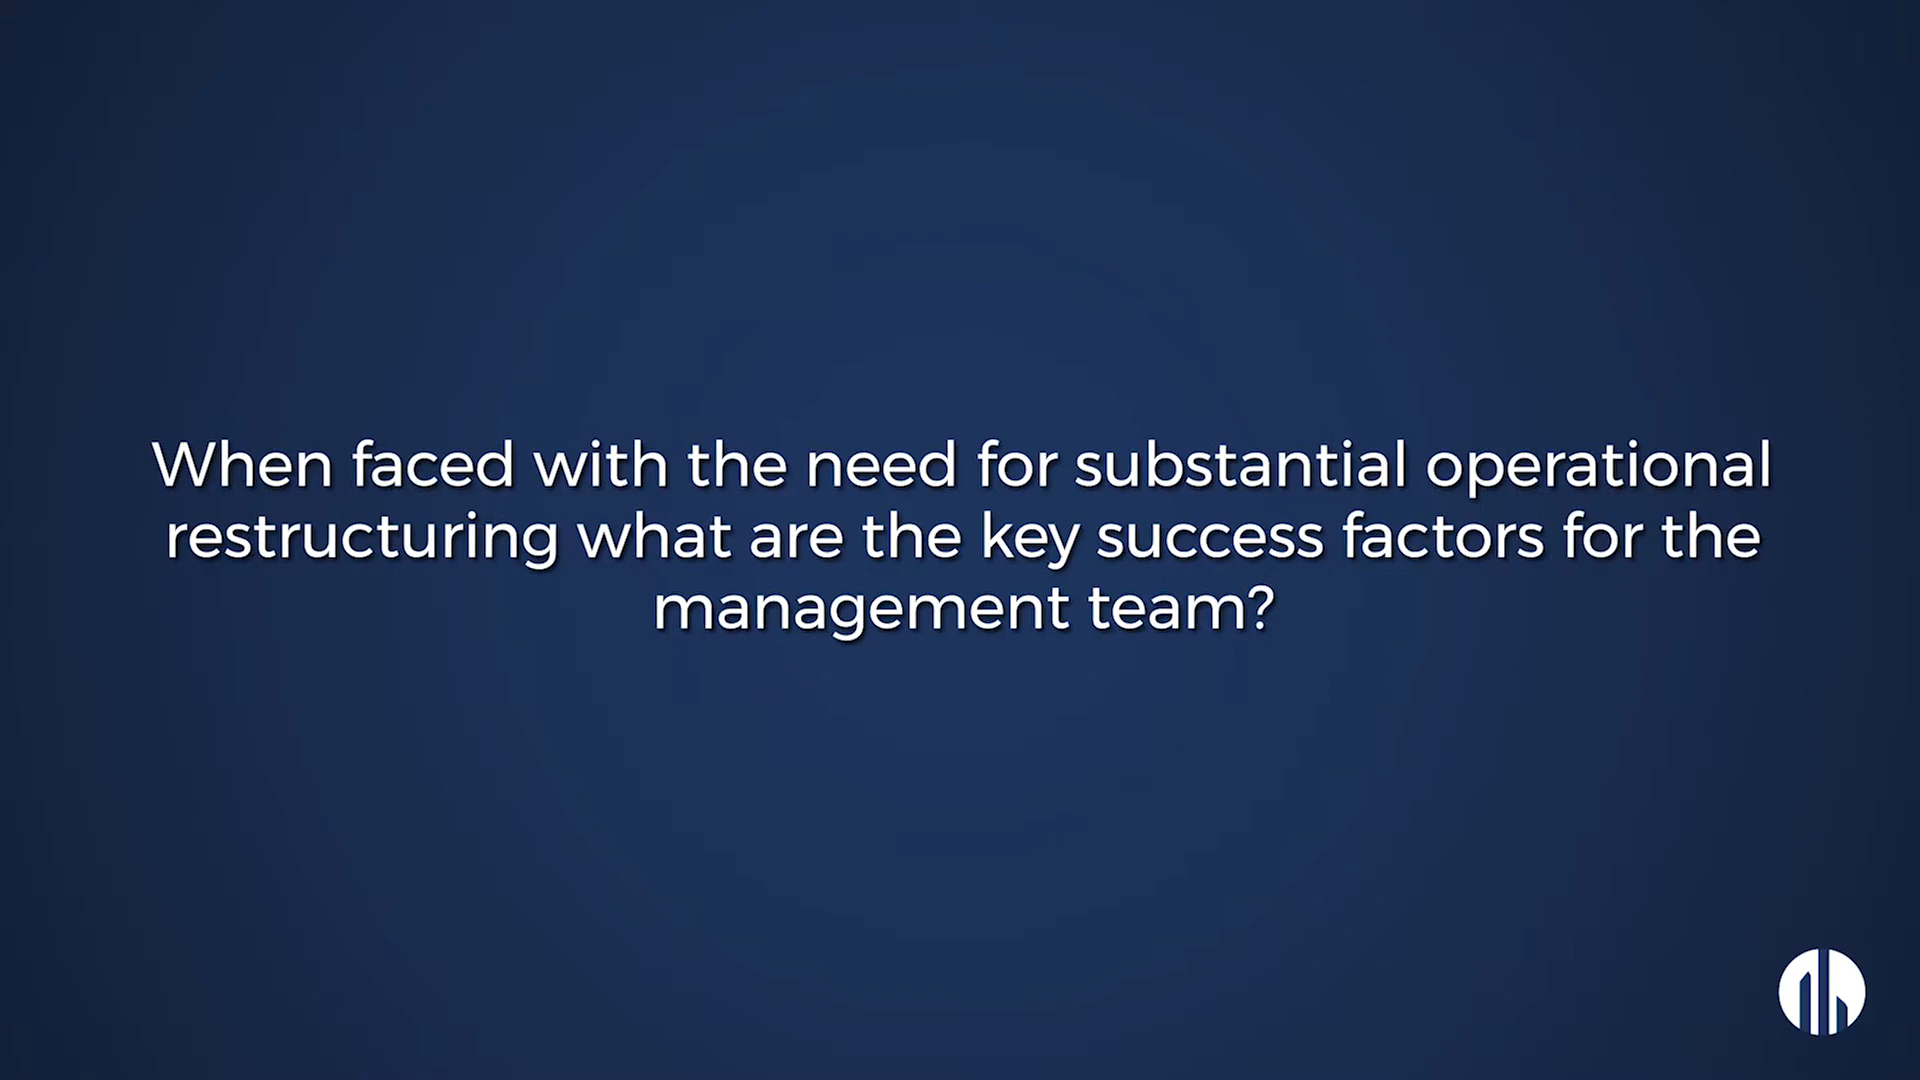 When faced with the need for substantial operational
restructuring what are the key success factors for the
management team?